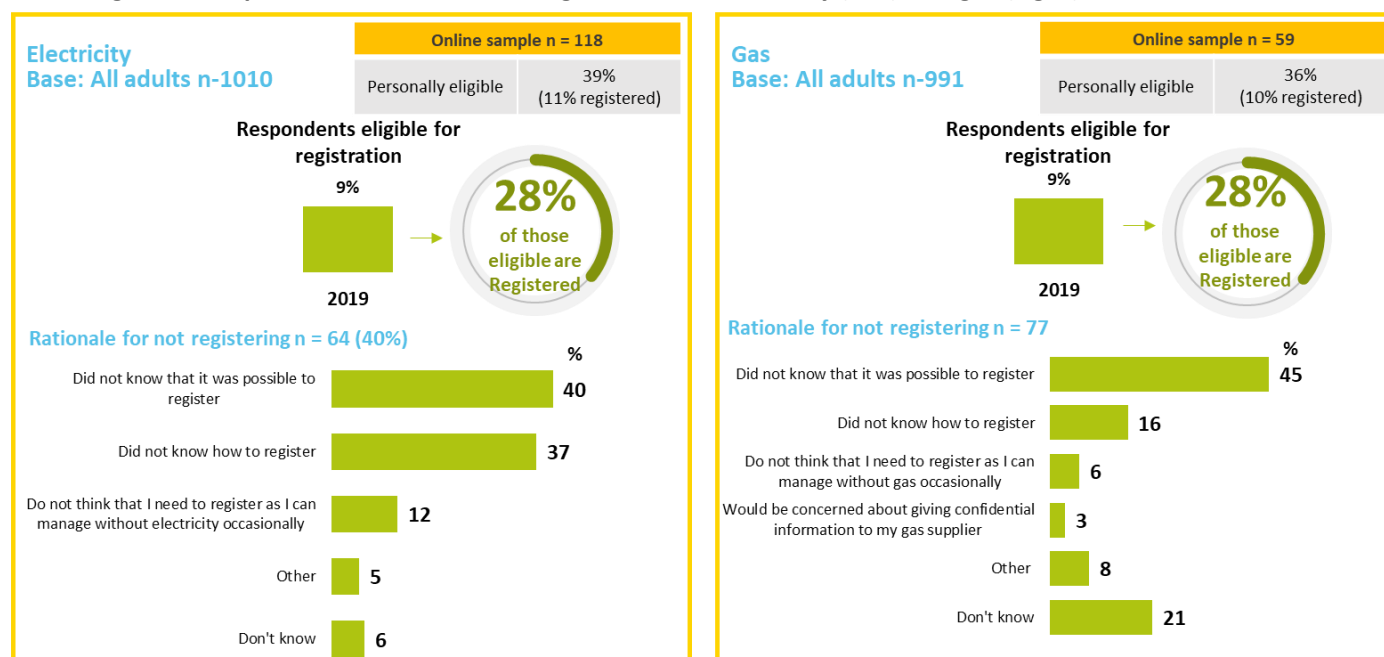 Electricity
Base: All adults n-1010
Online sample n = 118
Personally eligible
39%
(11% registered)
Respondents eligible for
registration
9%
2019
28%
of those
eligible are
Registered
Rationale for not registering n = 64 (40%)
%
Did not know that it was possible to
register
40
Did not know how to register
37
Do not think that I need to register as I can
manage without electricity occasionally
12
Other
5
Don't know
6
Gas
Base: All adults n-991
Online sample n = 59
Personally eligible
36%
(10% registered)
Respondents eligible for
registration
9%
2019
28%
of those
eligible are
Registered
Rationale for not registering n = 77
%
Did not know that it was possible to register
45
Did not know how to register
16
Do not think that I need to register as I can
manage without gas occasionally
6
Would be concerned about giving confidential
information to my gas supplier
3
Other
8
Don't know
21